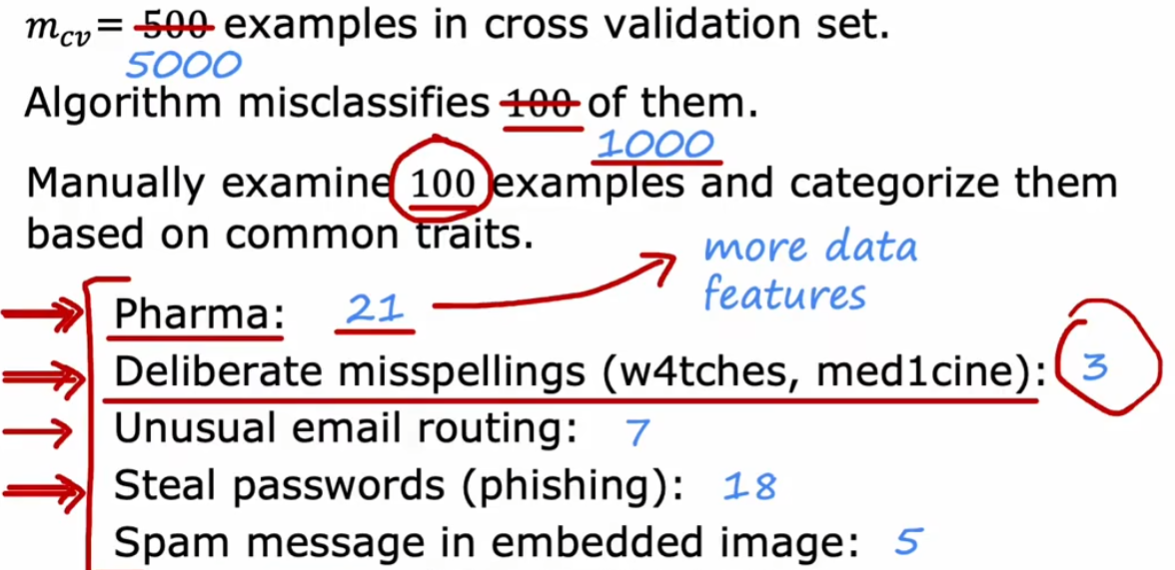 m_cv = 500 examples in cross validation set.
5000
Algorithm misclassifies 100 of them.
1000
Manually examine 100 examples and categorize them
based on common traits.
more data
features
Pharma: 21
Deliberate misspellings (w4tches, med1cine): 3
Unusual email routing: 7
Steal passwords (phishing): 18
Spam message in embedded image: 5